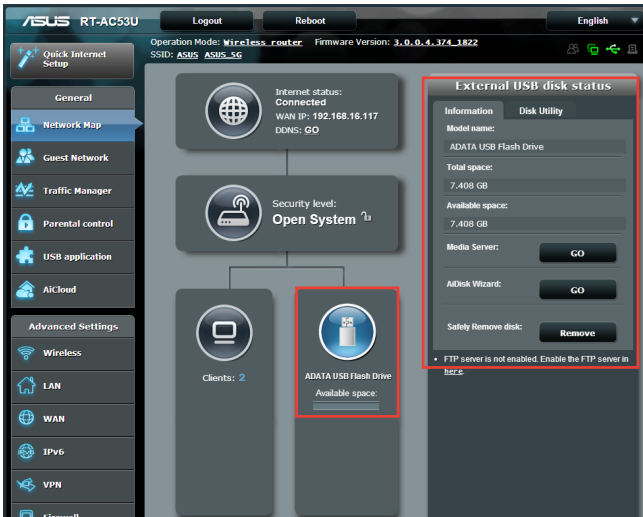 ASUS RT-AC53U
Logout
Reboot
English
Operation Mode: Wireless router Firmware Version: 3.0.0.4.374_1822
SSID: ASUS ASUS_5G
Quick Internet
Setup
General
Network Map
Guest Network
Traffic Manager
Parental control
USB application
AiCloud
Advanced Settings
Wireless
LAN
WAN
IPv6
VPN
Firewall
Internet status:
Connected
WAN IP: 192.168.16.117
DDNS: GO
Security level:
Open System
Clients: 2
ADATA USB Flash Drive
Available space:
External USB disk status
Information
Disk Utility
Model name:
ADATA USB Flash Drive
Total space:
7.408 GB
Available space:
7.408 GB
Media Server:
GO
AiDisk Wizard:
GO
Safely Remove disk:
Remove
• FTP server is not enabled. Enable the FTP server in
here.